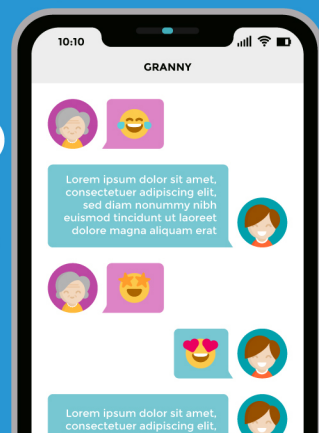 10:10
GRANNY
Lorem ipsum dolor sit amet,
consectetuer adipiscing elit,
sed diam nonummy nibh
euismod tincidunt ut laoreet
dolore magna aliquam erat
Lorem ipsum dolor sit amet,
consectetuer adipiscing elit,